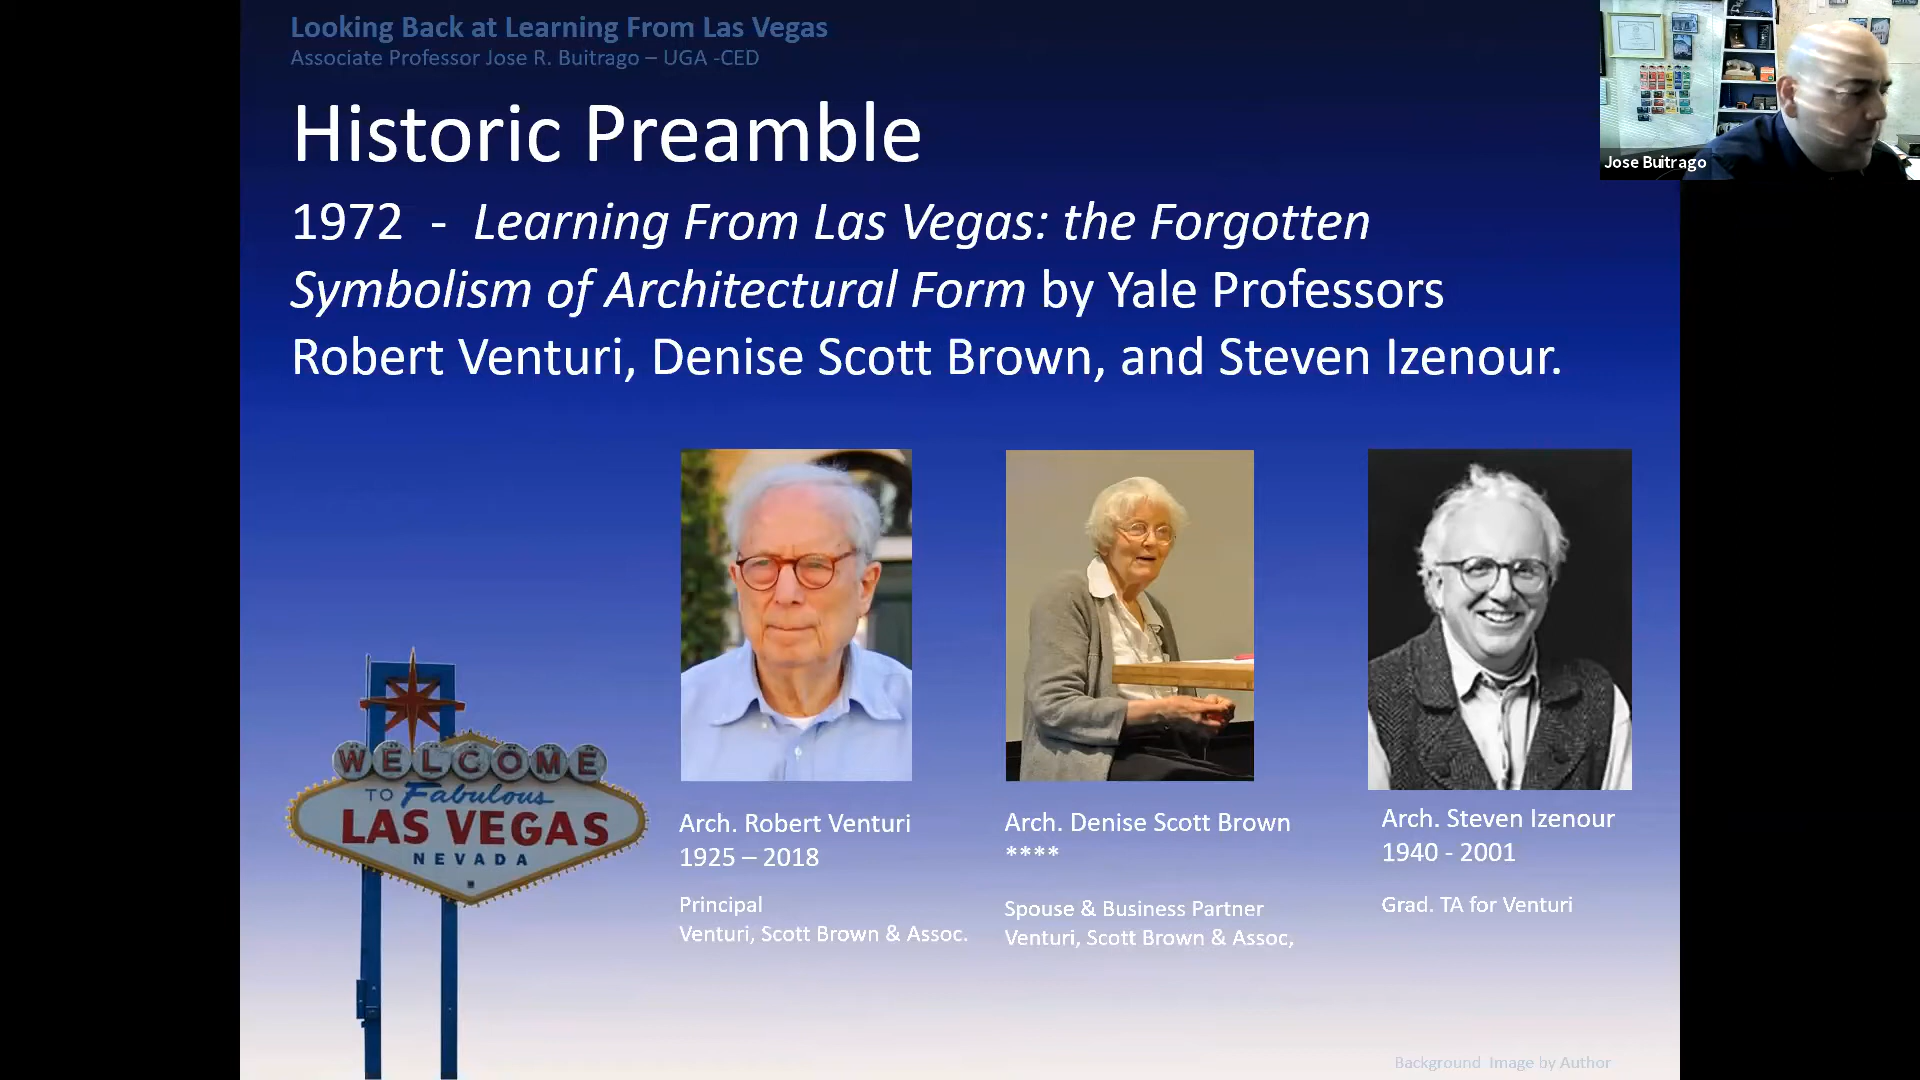 Looking Back at Learning From Las Vegas
Associate Professor Jose R. Buitrago – UGA -CED
Historic Preamble
1972 - Learning From Las Vegas: the Forgotten
Symbolism of Architectural Form by Yale Professors
Robert Venturi, Denise Scott Brown, and Steven Izenour.
Jose Buitrago
WELCOME
TO Fabulous
LAS VEGAS
NEVADA
Arch. Robert Venturi
1925 – 2018
Principal
Venturi, Scott Brown & Assoc.
Arch. Denise Scott Brown
****
Spouse & Business Partner
Venturi, Scott Brown & Assoc,
Arch. Steven Izenour
1940 - 2001
Grad. TA for Venturi
Background Image by Author